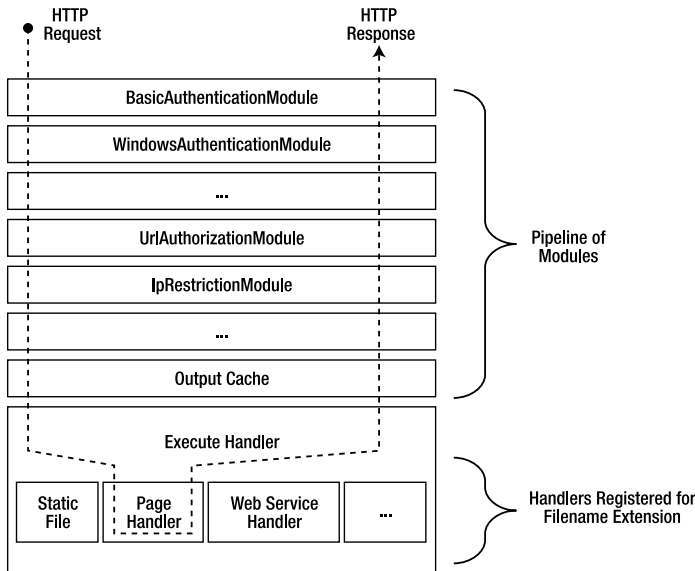 HTTP
Request
HTTP
Response
BasicAuthenticationModule
WindowsAuthenticationModule
...
UrlAuthorizationModule
IpRestrictionModule
...
Output Cache
Pipeline of
Modules
Execute Handler
Static
File
Page
Handler
Web Service
Handler
...
Handlers Registered for
Filename Extension